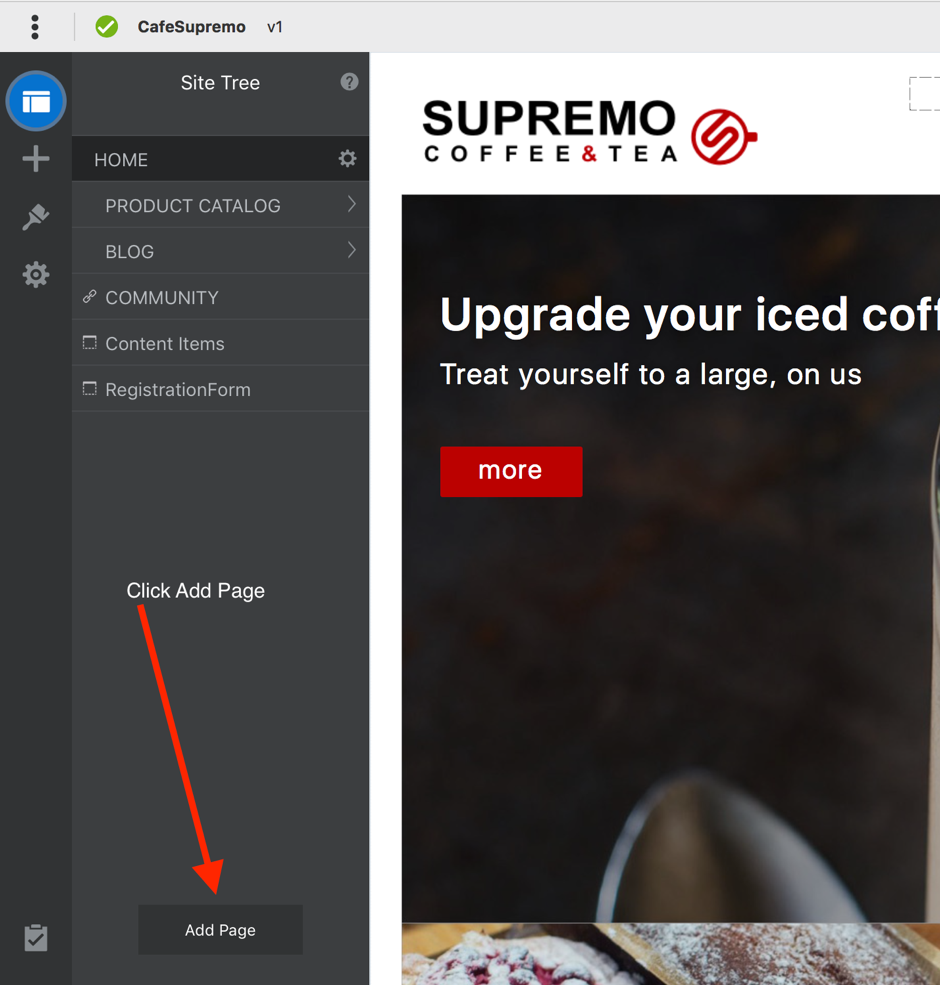 CafeSupremo v1
Site Tree
?
HOME
PRODUCT CATALOG
BLOG
COMMUNITY
Content Items
RegistrationForm
Click Add Page
Add Page
SUPREMO
COFFEE & TEA
Upgrade your iced coff
Treat yourself to a large, on us
more